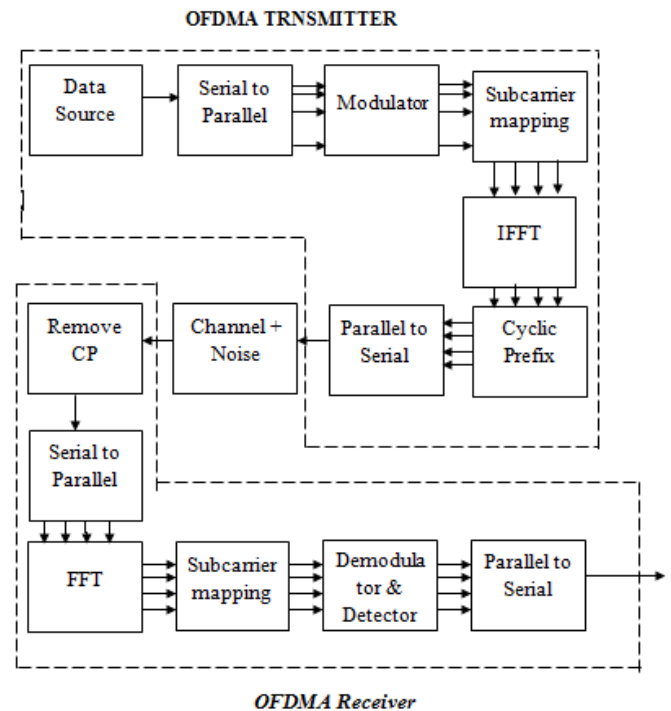 OFDMA TRNSMITTER
Data
Source
Serial to
Parallel
Modulator
Subcarrier
mapping
IFFT
Cyclic
Prefix
Parallel to
Serial
Channel +
Noise
Remove
CP
Serial to
Parallel
FFT
Subcarrier
mapping
Demodula
tor &
Detector
Parallel to
Serial
OFDMA Receiver